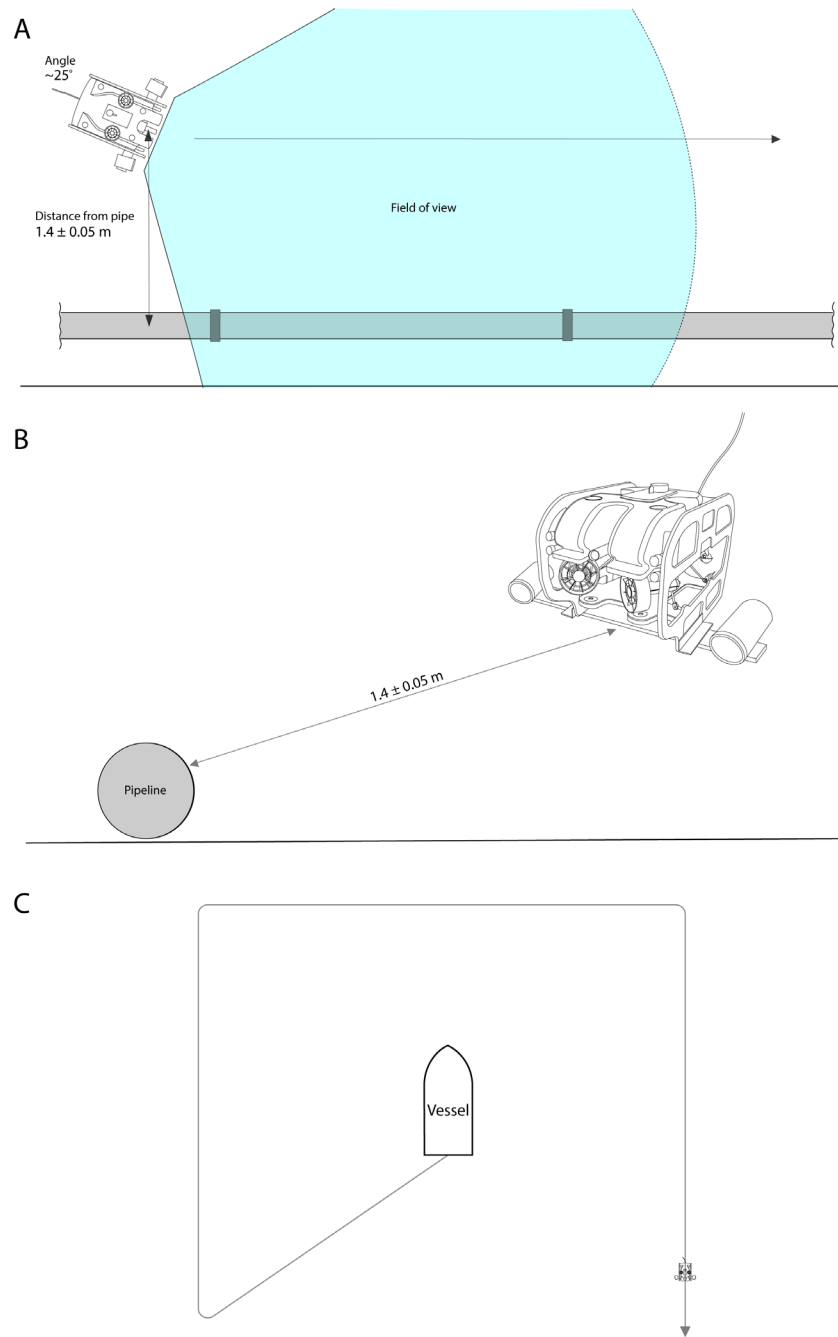 A
Angle
~25°
Distance from pipe
1.4 ± 0.05 m
Field of view
B
1.4 ± 0.05 m
Pipeline
C
Vessel